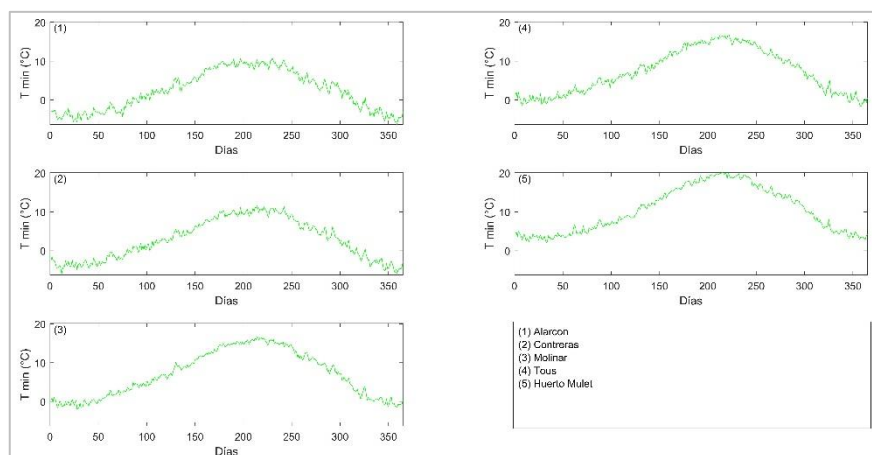 (1)
20
10
0
T min (°C)
0 50 100 150 200 250 300 350
Días
(2)
20
10
0
T min (°C)
0 50 100 150 200 250 300 350
Días
(3)
20
10
0
T min (°C)
0 50 100 150 200 250 300 350
Días
(4)
20
10
0
T min (°C)
0 50 100 150 200 250 300 350
Días
(5)
20
10
0
T min (°C)
0 50 100 150 200 250 300 350
Días
(1) Alarcon
(2) Contreras
(3) Molinar
(4) Tous
(5) Huerto Mulet